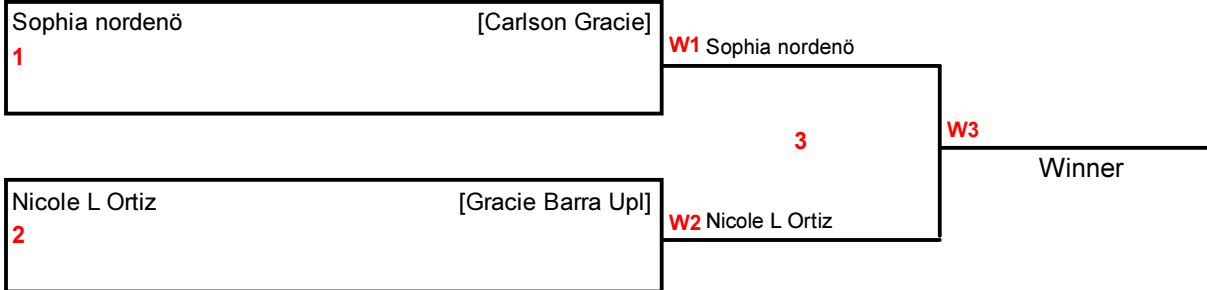 Sophia nordenö [Carlson Gracie]
1
W1 Sophia nordenö
3
W3
Winner
Nicole L Ortiz [Gracie Barra Upl]
2
W2 Nicole L Ortiz